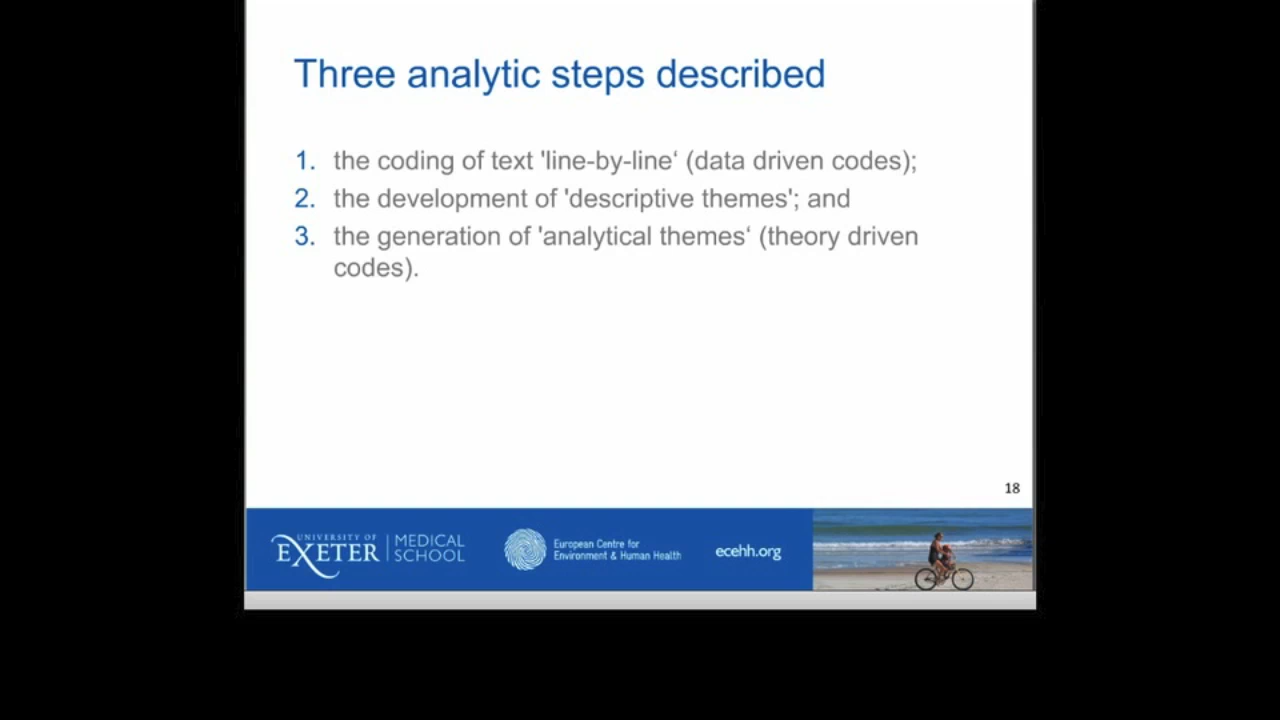 Three analytic steps described
1. the coding of text 'line-by-line‘ (data driven codes);
2. the development of 'descriptive themes'; and
3. the generation of 'analytical themes‘ (theory driven
codes).
18
UNIVERSITY OF
EXETER
MEDICAL
SCHOOL
European Centre for
Environment & Human Health
ecehh.org